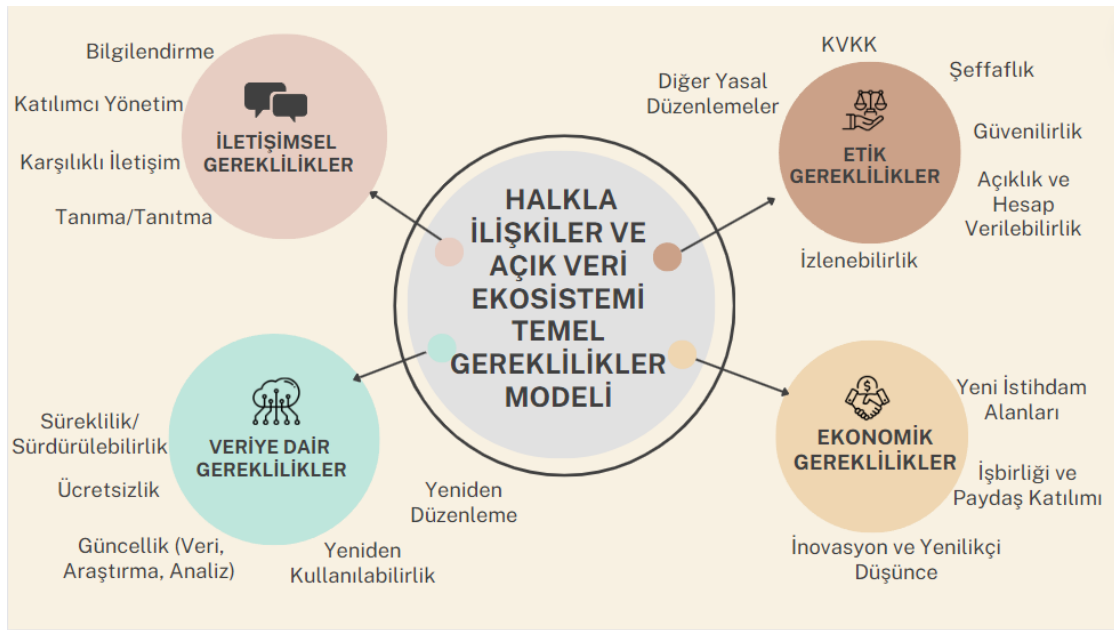 Bilgilendirme
Katılımcı Yönetim
Karşılıklı İletişim
Tanıma/Tanıtma
İLETİŞİMSEL
GEREKLİLİKLER
HALKLA
İLİŞKİLER VE
AÇIK VERİ
EKOSİSTEMİ
TEMEL
GEREKLİLİKLER
MODELİ
KVKK
Diğer Yasal
Düzenlemeler
Şeffaflık
Güvenilirlik
Açıklık ve
Hesap
Verilebilirlik
İzlenebilirlik
ETİK
GEREKLİLİKLER
VERİYE DAİR
GEREKLİLİKLER
Süreklilik/
Sürdürülebilirlik
Ücretsizlik
Güncellik (Veri,
Araştırma, Analiz)
Yeniden
Kullanılabilirlik
Yeniden
Düzenleme
EKONOMİK
GEREKLİLİKLER
Yeni İstihdam
Alanları
İşbirliği ve
Paydaş Katılımı
İnovasyon ve Yenilikçi
Düşünce